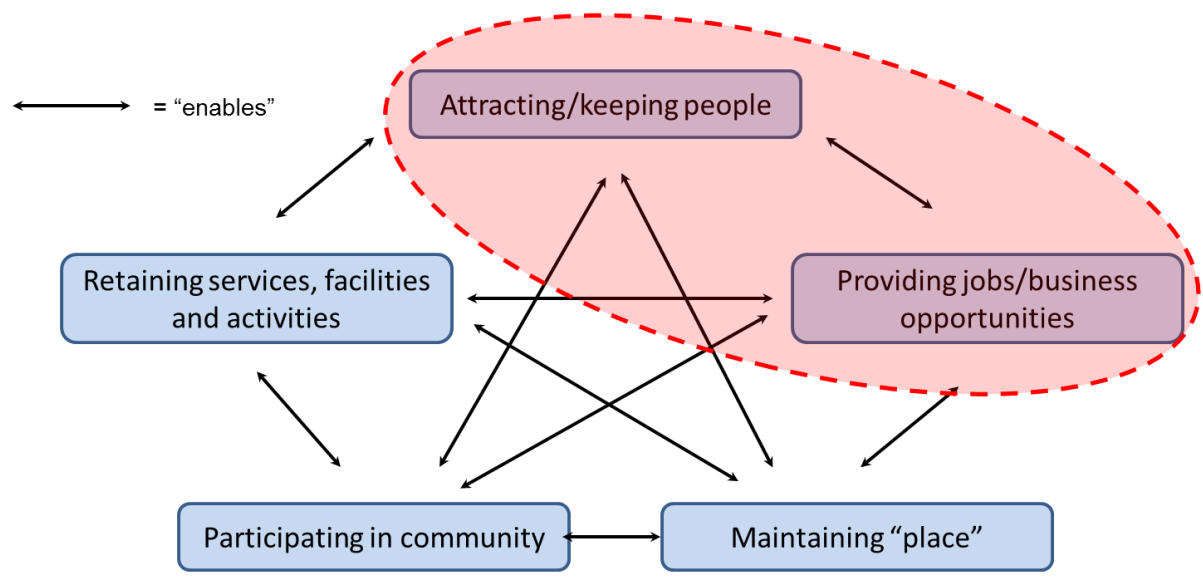 Attracting/keeping people
= “enables”
Retaining services, facilities
and activities
Providing jobs/business
opportunities
Participating in community
Maintaining “place”